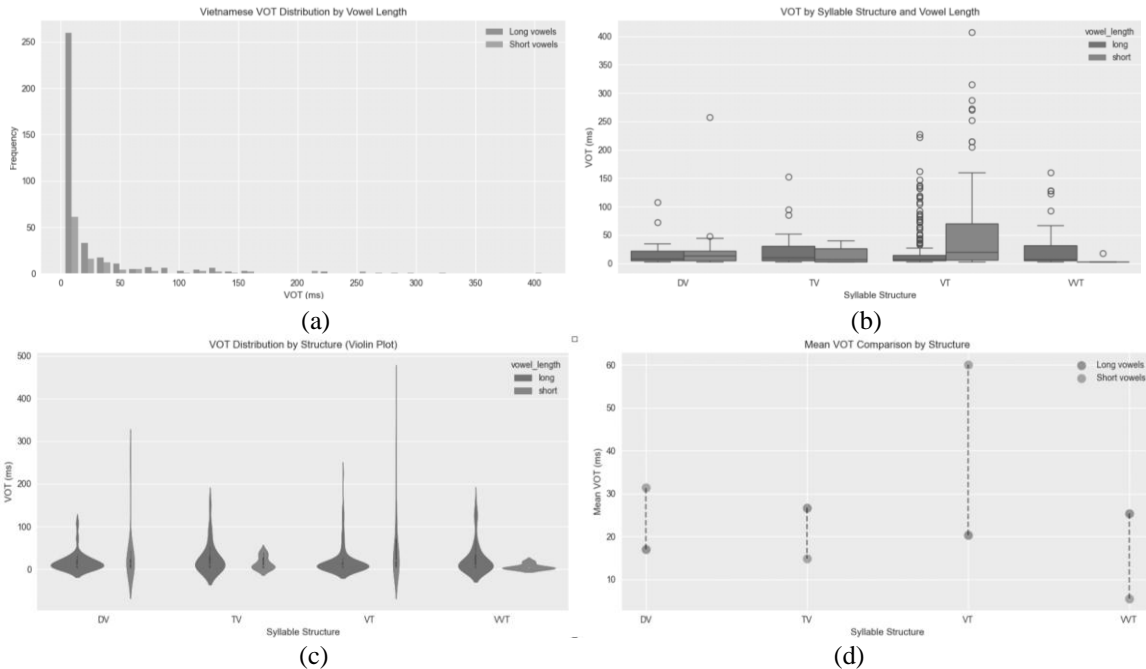 Vietnamese VOT Distribution by Vowel Length
Long vowels
Short vowels
Frequency
250
200
150
100
50
0
0 50 100 150 200 250 300 350 400
VOT (ms)
(a)
VOT by Syllable Structure and Vowel Length
vowel_length
long
short
VOT (ms)
400
350
300
250
200
150
100
50
0
DV TV VT VVT
Syllable Structure
(b)
VOT Distribution by Structure (Violin Plot)
vowel_length
long
short
VOT (ms)
500
400
300
200
100
0
DV TV VT VVT
Syllable Structure
(c)
Mean VOT Comparison by Structure
Long vowels
Short vowels
Mean VOT (ms)
60
50
40
30
20
10
DV TV VT VVT
Syllable Structure
(d)